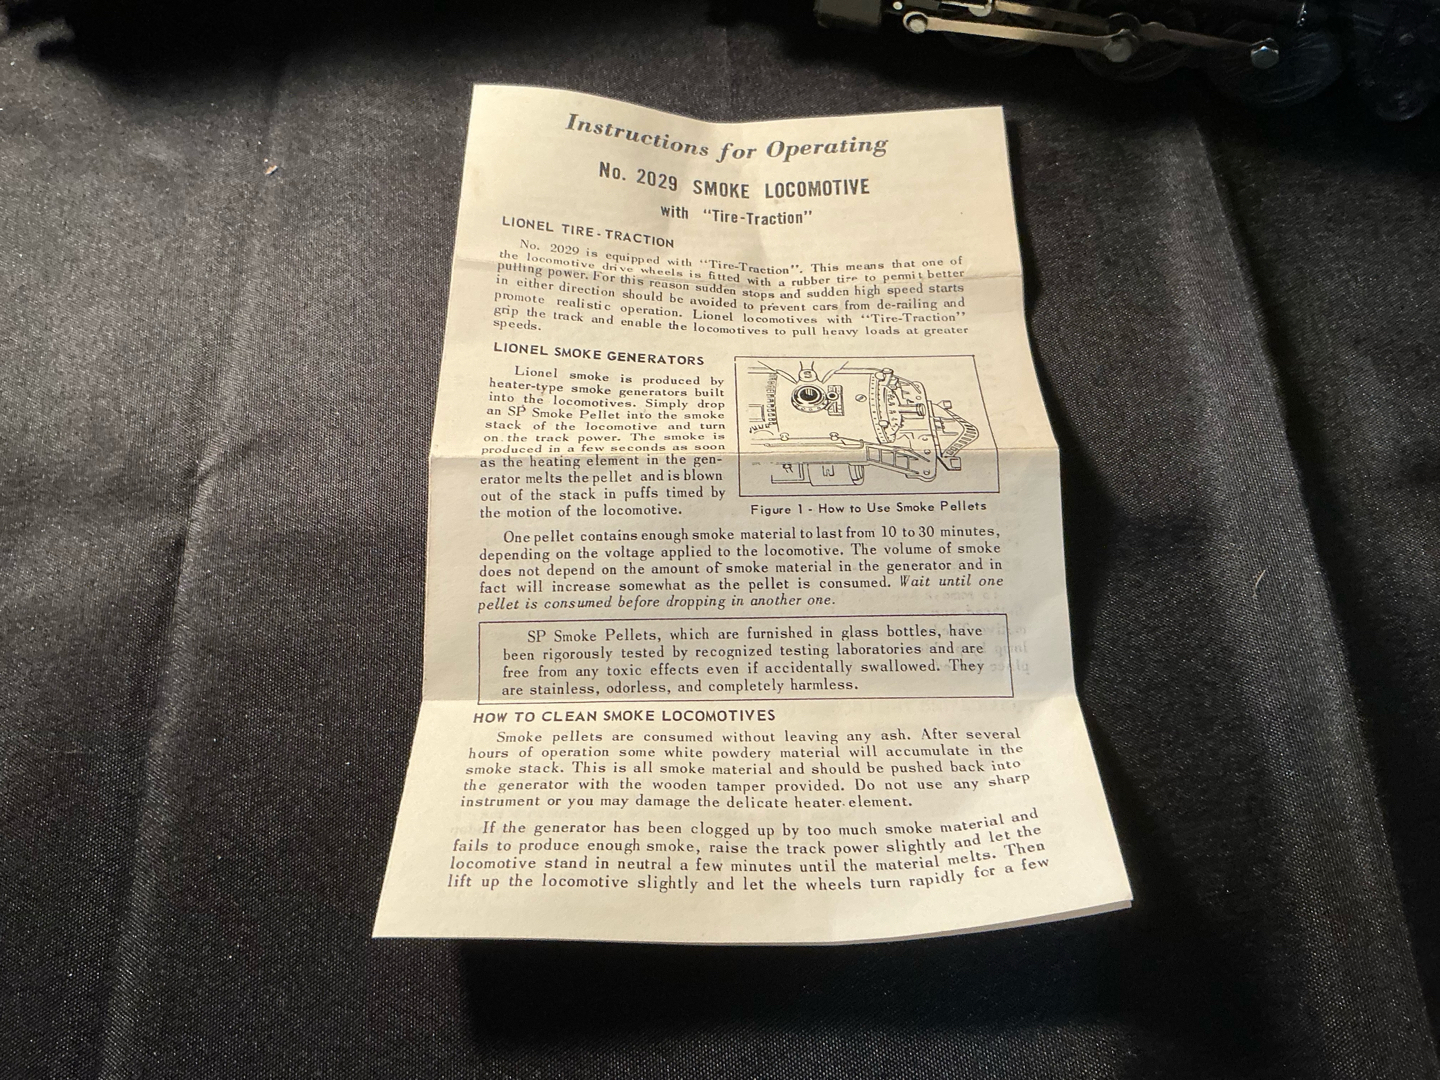 Instructions for Operating
No. 2029 SMOKE LOCOMOTIVE
with "Tire-Traction"
LIONEL TIRE-TRACTION
No. 2029 is equipped with "Tire-Traction". This means that one of
the locomotive drive wheels is fitted with a rubber tire to permit better
pulling power. For this reason sudden stops and sudden high speed starts
in either direction should be avoided to prevent cars from de-railing and
promote realistic operation. Lionel locomotives with "Tire-Traction"
grip the track and enable the locomotives to pull heavy loads at greater
speeds.
LIONEL SMOKE GENERATORS
Lionel smoke is produced by
heater-type smoke generators built
into the locomotives. Simply drop
an SP Smoke Pellet into the smoke
stack of the locomotive and turn
on the track power. The smoke is
produced in a few seconds as soon
as the heating element in the gen-
erator melts the pellet and is blown
out of the stack in puffs timed by
the motion of the locomotive.
Figure 1 - How to Use Smoke Pellets
One pellet contains enough smoke material to last from 10 to 30 minutes,
depending on the voltage applied to the locomotive. The volume of smoke
does not depend on the amount of smoke material in the generator and in
fact will increase somewhat as the pellet is consumed. Wait until one
pellet is consumed before dropping in another one.
SP Smoke Pellets, which are furnished in glass bottles, have
been rigorously tested by recognized testing laboratories and are
free from any toxic effects even if accidentally swallowed. They
are stainless, odorless, and completely harmless.
HOW TO CLEAN SMOKE LOCOMOTIVES
Smoke pellets are consumed without leaving any ash. After several
hours of operation some white powdery material will accumulate in the
smoke stack. This is all smoke material and should be pushed back into
the generator with the wooden tamper provided. Do not use any sharp
instrument or you may damage the delicate heater element.
If the generator has been clogged up by too much smoke material and
fails to produce enough smoke, raise the track power slightly and let the
locomotive stand in neutral a few minutes until the material melts. Then
lift up the locomotive slightly and let the wheels turn rapidly for a few